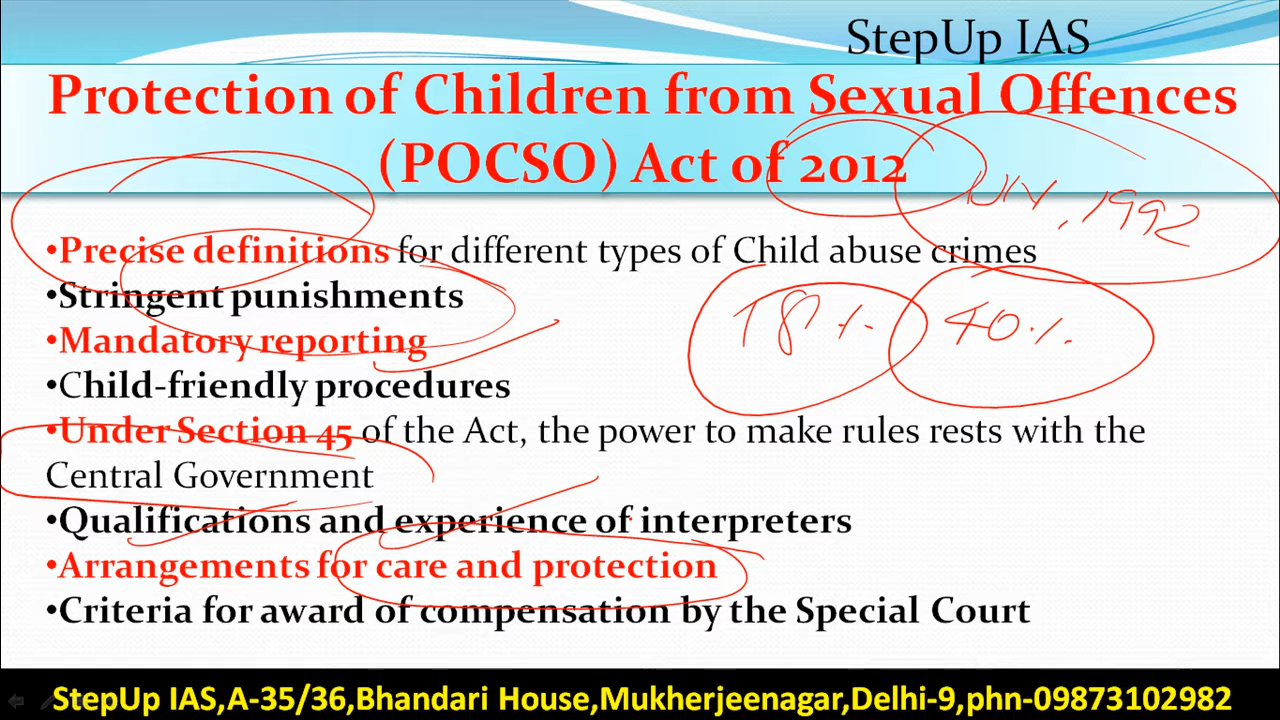 StepUp IAS
Protection of Children from Sexual Offences
(POCSO) Act of 2012
UN, 1992
•Precise definitions for different types of Child abuse crimes
•Stringent punishments
18%. 40%.
•Mandatory reporting
•Child-friendly procedures
•Under Section 45 of the Act, the power to make rules rests with the
Central Government
•Qualifications and experience of interpreters
•Arrangements for care and protection
•Criteria for award of compensation by the Special Court
StepUp IAS,A-35/36,Bhandari House,Mukherjeenagar,Delhi-9,phn-09873102982